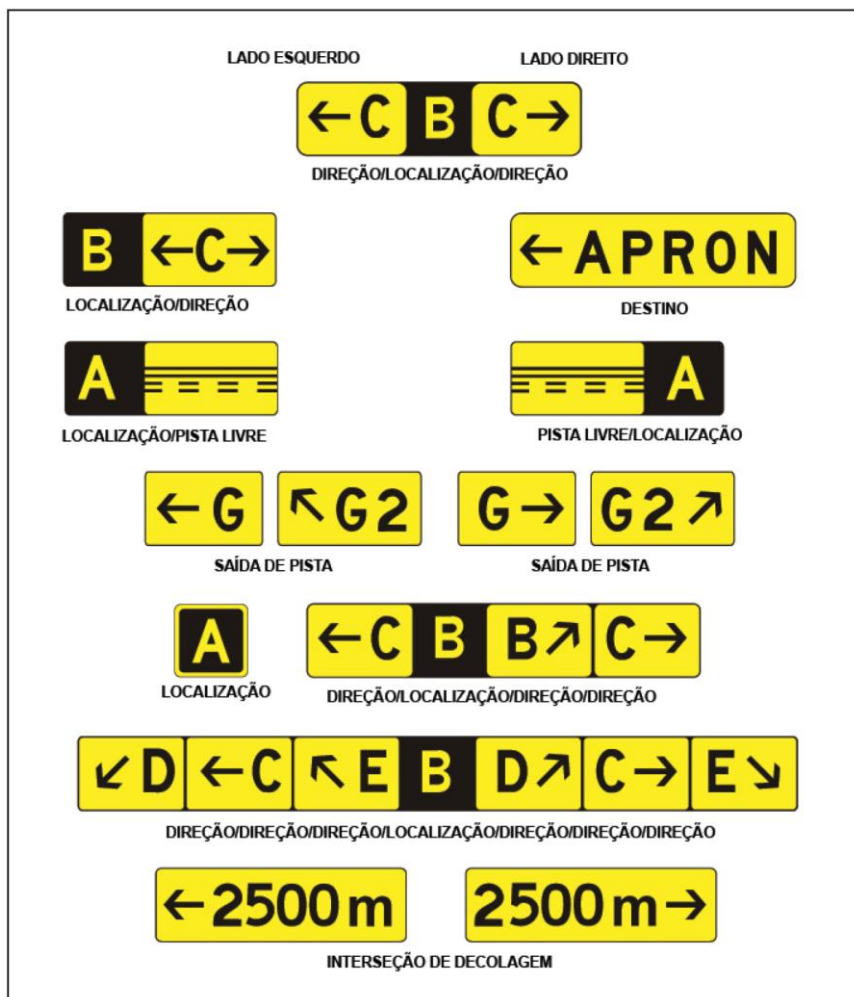 LADO ESQUERDO LADO DIREITO
←C B C→
DIREÇÃO/LOCALIZAÇÃO/DIREÇÃO
B ←C→ ←APRON
LOCALIZAÇÃO/DIREÇÃO DESTINO
A A
LOCALIZAÇÃO/PISTA LIVRE PISTA LIVRE/LOCALIZAÇÃO
←G ↖G2 G→ G2↗
SAÍDA DE PISTA SAÍDA DE PISTA
A ←C B B↗ C→
LOCALIZAÇÃO DIREÇÃO/LOCALIZAÇÃO/DIREÇÃO/DIREÇÃO
↙D ←C ↖E B D↗ C→ E↘
DIREÇÃO/DIREÇÃO/DIREÇÃO/LOCALIZAÇÃO/DIREÇÃO/DIREÇÃO/DIREÇÃO
←2500m 2500m→
INTERSEÇÃO DE DECOLAGEM